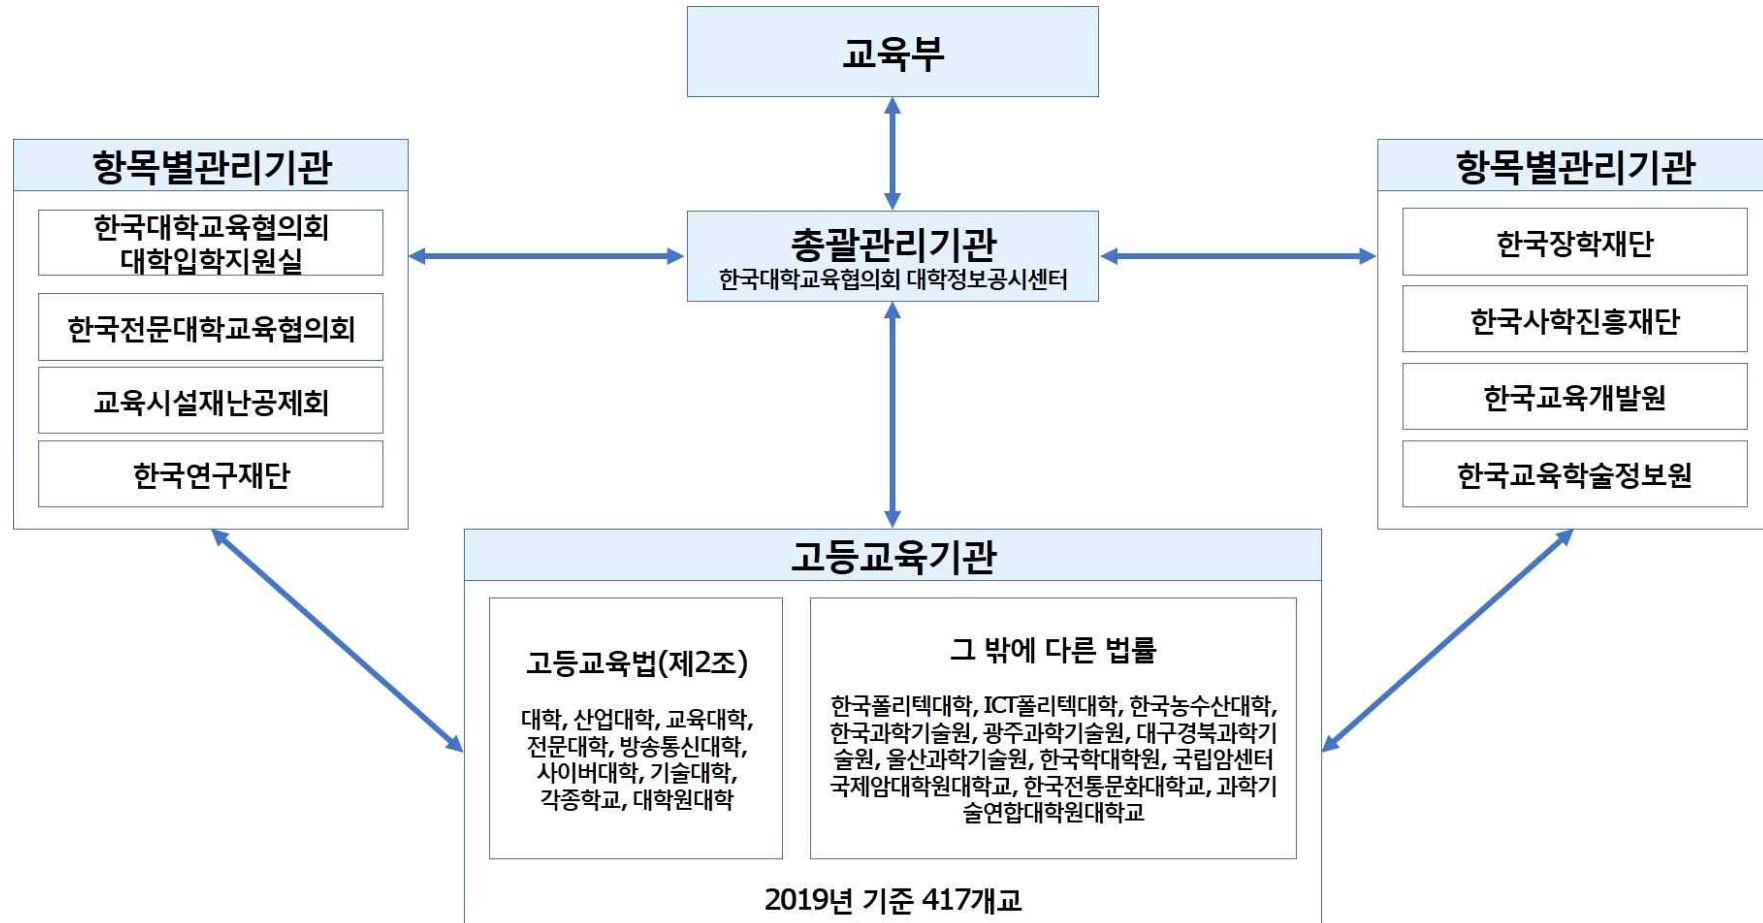 교육부
항목별관리기관
한국대학교육협의회
대학입학지원실
한국전문대학교육협의회
교육시설재난공제회
한국연구재단
총괄관리기관
한국대학교육협의회 대학정보공시센터
항목별관리기관
한국장학재단
한국사학진흥재단
한국교육개발원
한국교육학술정보원
고등교육기관
고등교육법(제2조)
대학, 산업대학, 교육대학,
전문대학, 방송통신대학,
사이버대학, 기술대학,
각종학교, 대학원대학
그 밖에 다른 법률
한국폴리텍대학, ICT폴리텍대학, 한국농수산대학,
한국과학기술원, 광주과학기술원, 대구경북과학기
술원, 울산과학기술원, 한국학대학원, 국립암센터
국제암대학원대학교, 한국전통문화대학교, 과학기
술연합대학원대학교
2019년 기준 417개교